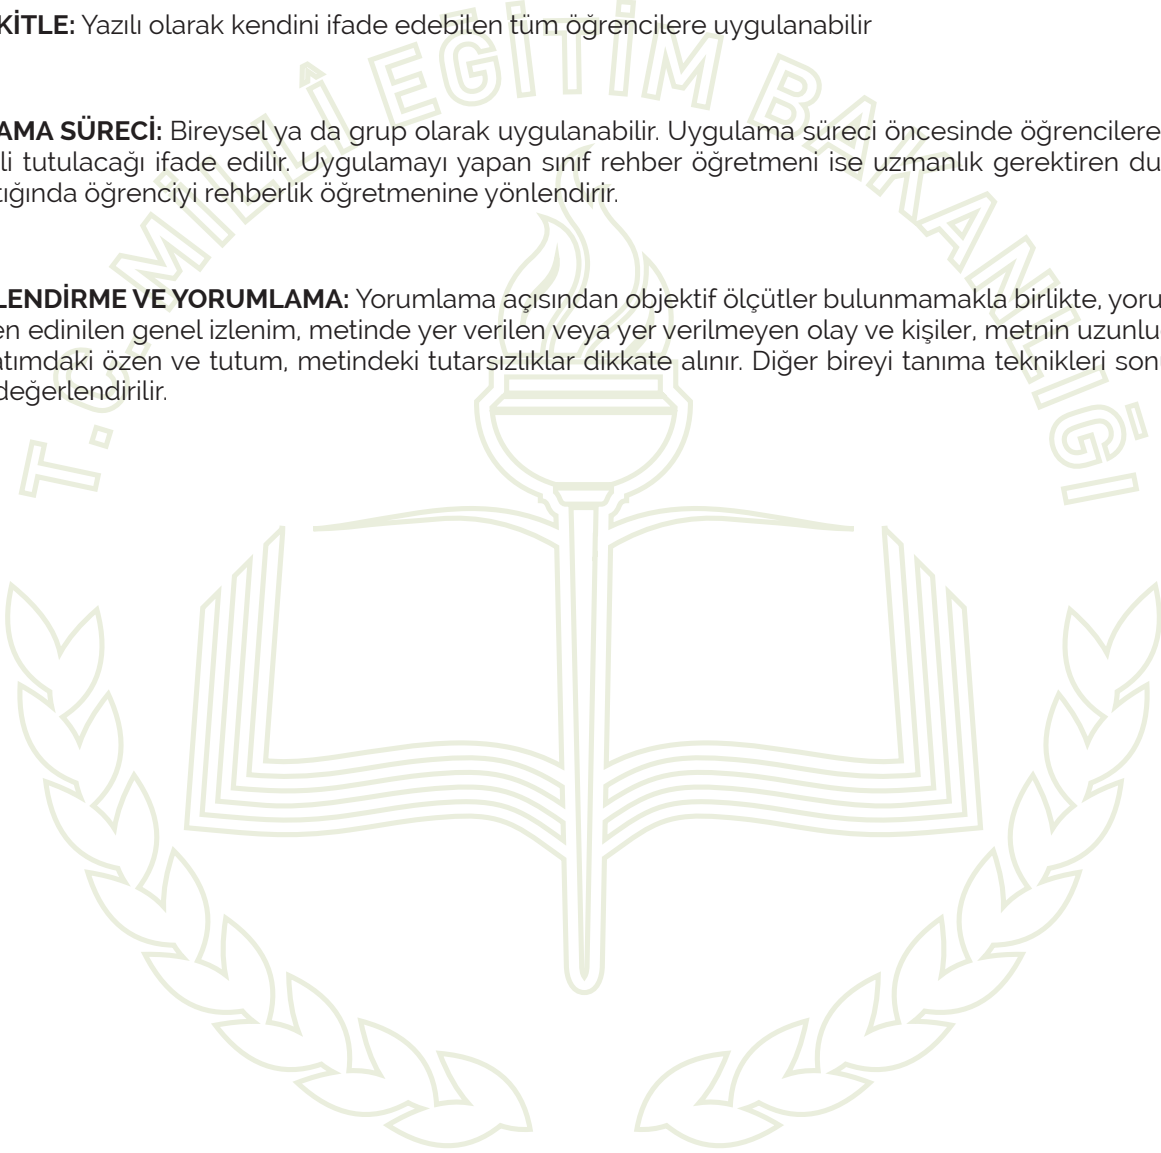 KİTLE: Yazılı olarak kendini ifade edebilen tüm öğrencilere uygulanabilir
AMA SÜRECİ: Bireysel ya da grup olarak uygulanabilir. Uygulama süreci öncesinde öğrencilere
li tutulacağı ifade edilir. Uygulamayı yapan sınıf rehber öğretmeni ise uzmanlık gerektiren du
tığında öğrenciyi rehberlik öğretmenine yönlendirir.
LENDİRME VE YORUMLAMA: Yorumlama açısından objektif ölçütler bulunmamakla birlikte, yoru
en edinilen genel izlenim, metinde yer verilen veya yer verilmeyen olay ve kişiler, metnin uzunlu
atımdaki özen ve tutum, metindeki tutarsızlıklar dikkate alınır. Diğer bireyi tanıma teknikleri son
değerlendirilir.
T.C. MİLLÎ EĞİTİM BAKANLIĞI